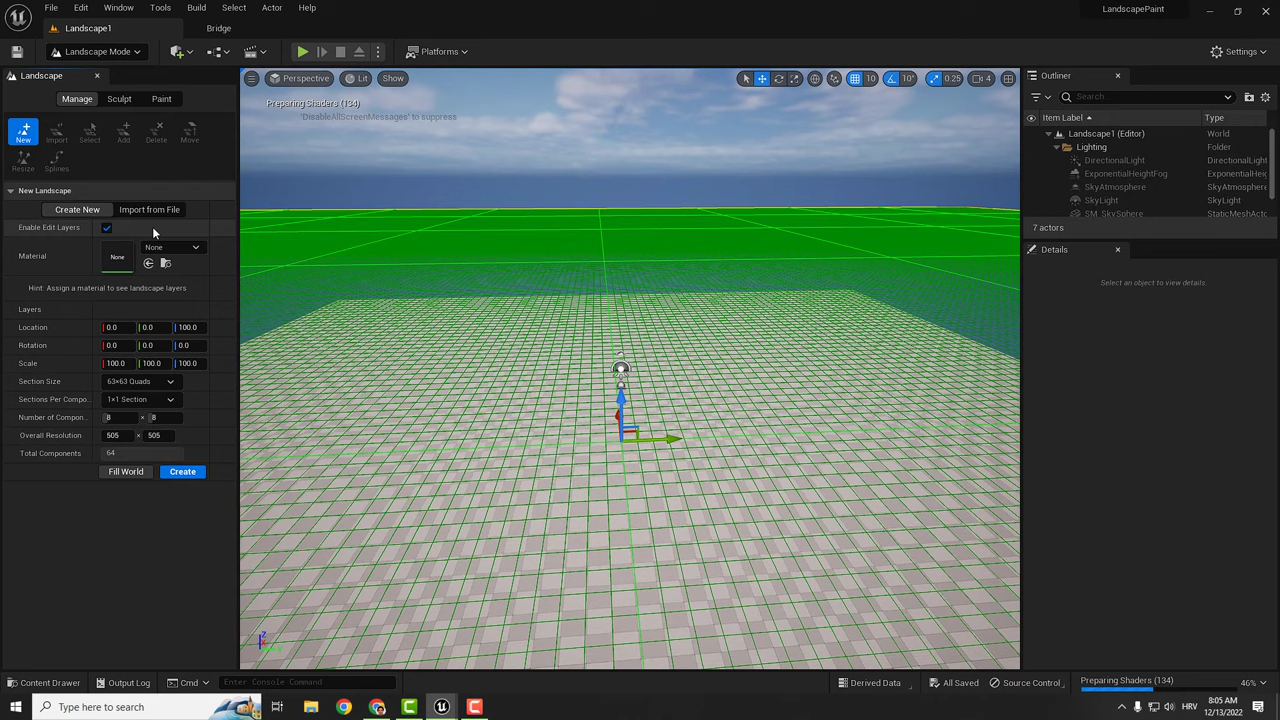 File Edit Window Tools Build Select Actor Help
LandscapePaint
Landscape1
Bridge
Landscape Mode
Platforms
Settings
Landscape
Perspective Lit Show
10 10° 0.25 4
Manage Sculpt Paint
Preparing Shaders (134)
'DisableAllScreenMessages' to suppress
New Import Select Add Delete Move
Resize Splines
New Landscape
Create New Import from File
Enable Edit Layers
Material None None
Hint: Assign a material to see landscape layers
Layers
Location 0.0 0.0 100.0
Rotation 0.0 0.0 0.0
Scale 100.0 100.0 100.0
Section Size 63×63 Quads
Sections Per Compo... 1×1 Section
Number of Compon... 8 × 8
Overall Resolution 505 × 505
Total Components 64
Fill World Create
Outliner
Search...
Item Label Type
Landscape1 (Editor) World
Lighting Folder
DirectionalLight DirectionalLight
ExponentialHeightFog ExponentialHeig
SkyAtmosphere SkyAtmosphere
SkyLight SkyLight
SM_SkySphere StaticMeshActor
7 actors
Details
Select an object to view details.
Z
Content Drawer Output Log Cmd Enter Console Command
Derived Data All Saved Source Control
Preparing Shaders (134) 46%
Type here to search
HRV
8:05 AM
12/13/2022